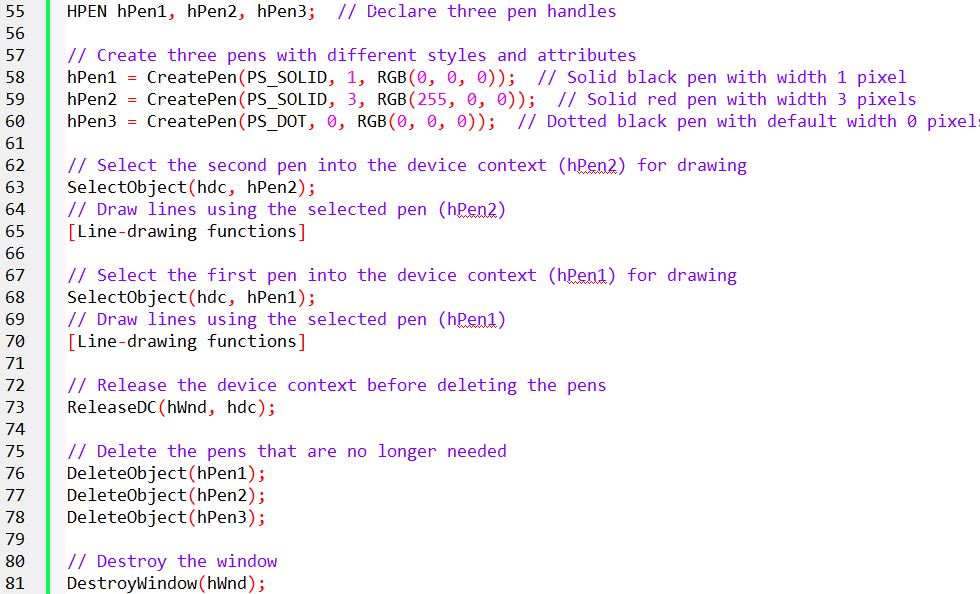 55 HPEN hPen1, hPen2, hPen3;  // Declare three pen handles
56
57 // Create three pens with different styles and attributes
58 hPen1 = CreatePen(PS_SOLID, 1, RGB(0, 0, 0));  // Solid black pen with width 1 pixel
59 hPen2 = CreatePen(PS_SOLID, 3, RGB(255, 0, 0));  // Solid red pen with width 3 pixels
60 hPen3 = CreatePen(PS_DOT, 0, RGB(0, 0, 0));  // Dotted black pen with default width 0 pixels
61
62 // Select the second pen into the device context (hPen2) for drawing
63 SelectObject(hdc, hPen2);
64 // Draw lines using the selected pen (hPen2)
65 [Line-drawing functions]
66
67 // Select the first pen into the device context (hPen1) for drawing
68 SelectObject(hdc, hPen1);
69 // Draw lines using the selected pen (hPen1)
70 [Line-drawing functions]
71
72 // Release the device context before deleting the pens
73 ReleaseDC(hWnd, hdc);
74
75 // Delete the pens that are no longer needed
76 DeleteObject(hPen1);
77 DeleteObject(hPen2);
78 DeleteObject(hPen3);
79
80 // Destroy the window
81 DestroyWindow(hWnd);